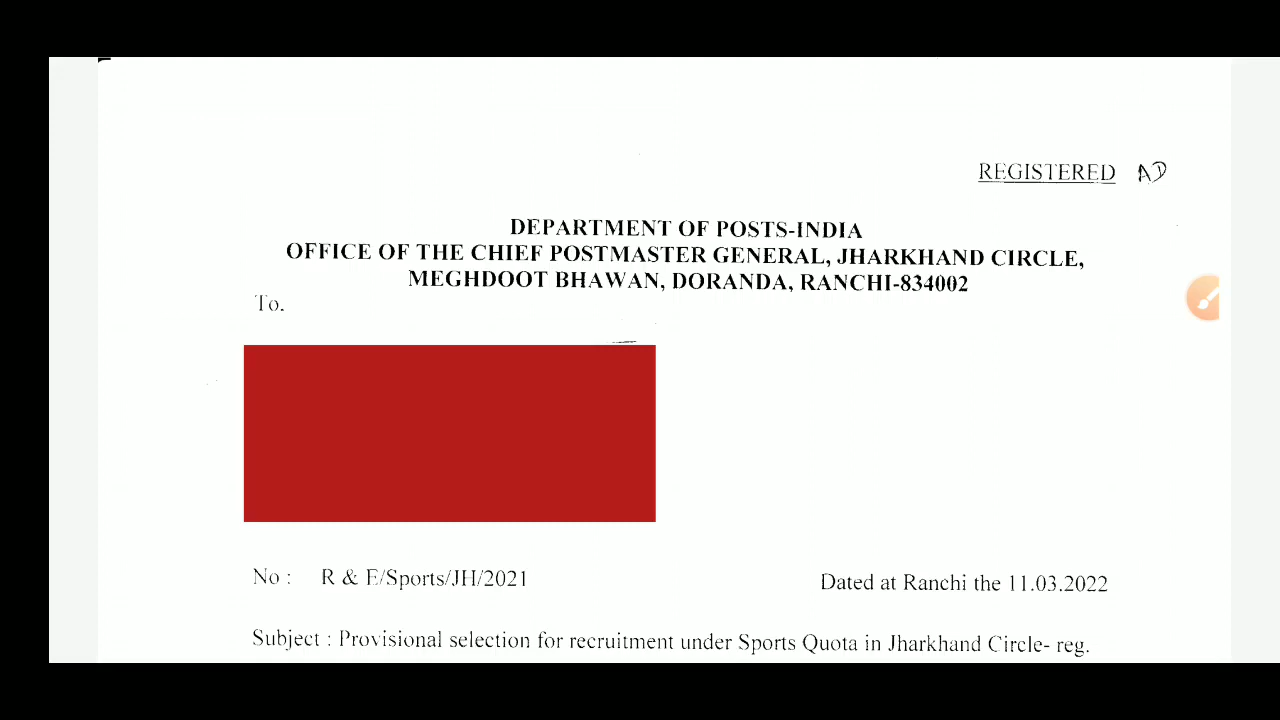 REGISTERED AD
DEPARTMENT OF POSTS-INDIA
OFFICE OF THE CHIEF POSTMASTER GENERAL, JHARKHAND CIRCLE,
MEGHDOOT BHAWAN, DORANDA, RANCHI-834002
To.
No : R & E/Sports/JH/2021 Dated at Ranchi the 11.03.2022
Subject : Provisional selection for recruitment under Sports Quota in Jharkhand Circle- reg.